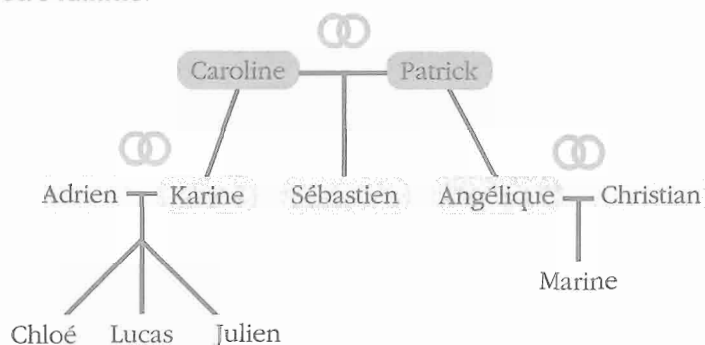 Caroline Patrick
Adrien Karine Sébastien Angélique Christian
Marine
Chloé Lucas Julien